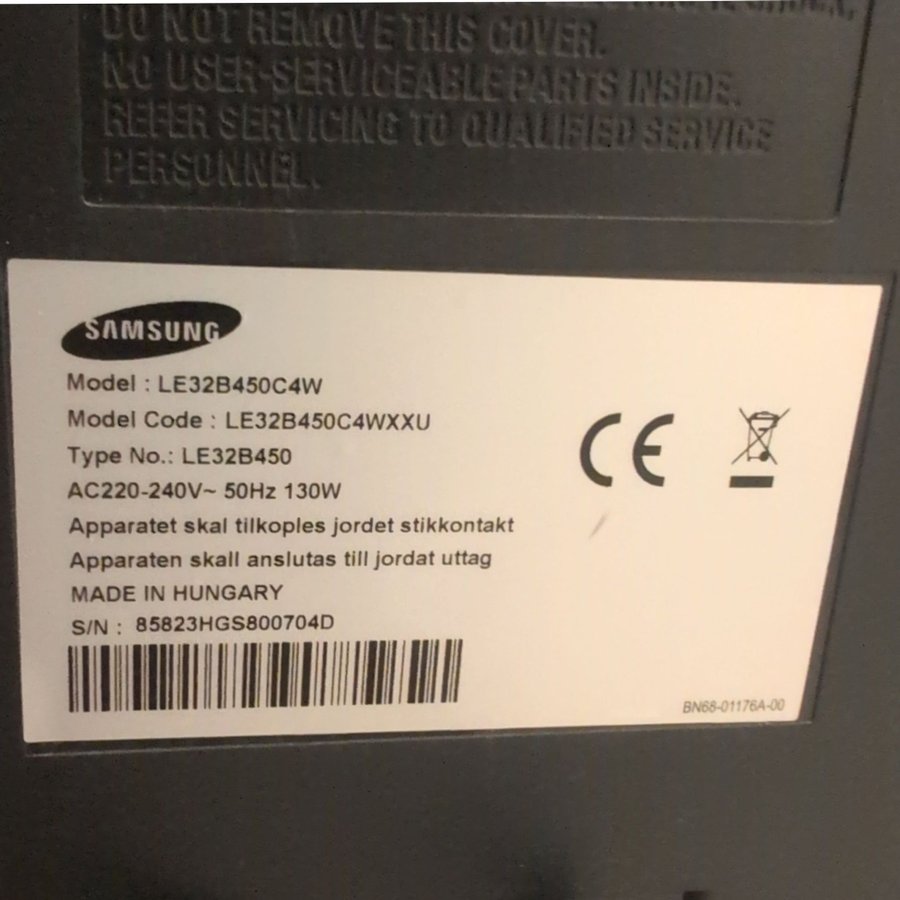 DO NOT REMOVE THIS COVER.
NO USER-SERVICEABLE PARTS INSIDE.
REFER SERVICING TO QUALIFIED SERVICE
PERSONNEL.
SAMSUNG
Model : LE32B450C4W
Model Code : LE32B450C4WXXU
Type No.: LE32B450
AC220-240V~ 50Hz 130W
Apparatet skal tilkoples jordet stikkontakt
Apparaten skall anslutas till jordat uttag
MADE IN HUNGARY
S/N : 85823HGS800704D
CE
BN68-01176A-00